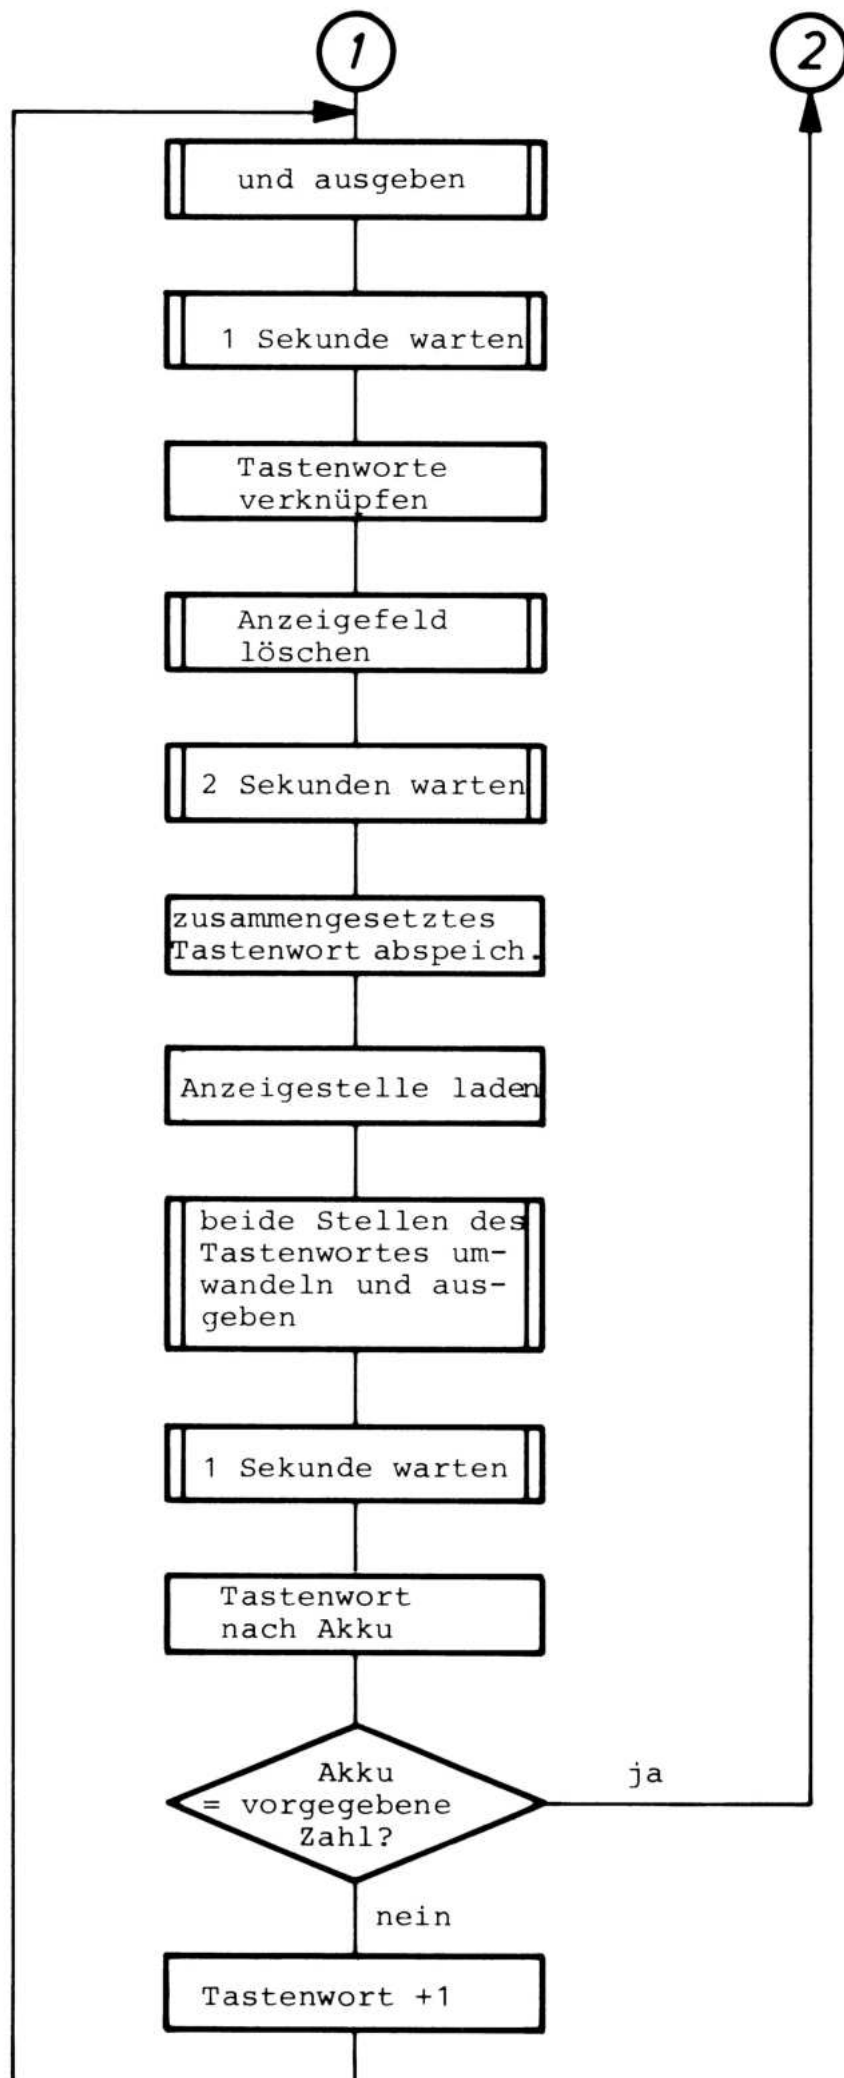 1
2
und ausgeben
1 Sekunde warten
Tastenworte
verknüpfen
Anzeigefeld
löschen
2 Sekunden warten
zusammengesetztes
Tastenwort abspeich.
Anzeigestelle laden
beide Stellen des
Tastenwortes um-
wandeln und aus-
geben
1 Sekunde warten
Tastenwort
nach Akku
Akku
= vorgegebene
Zahl?
ja
nein
Tastenwort +1